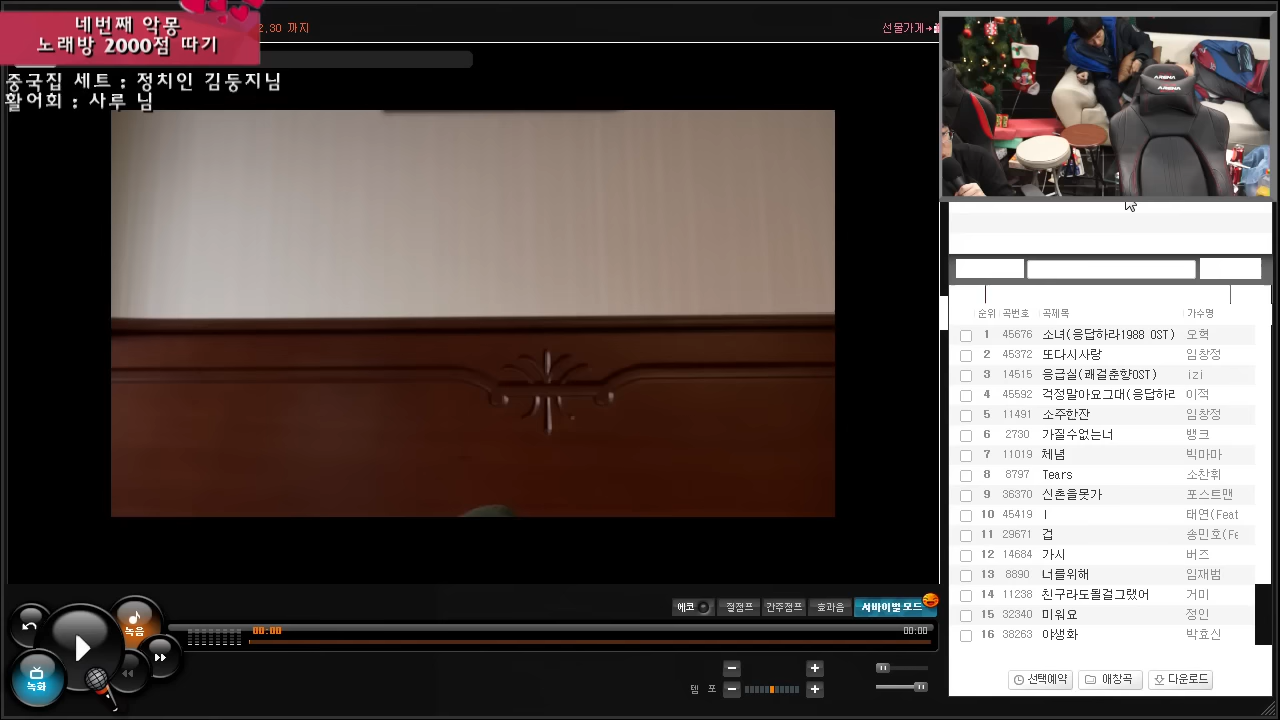 네번째 악몽
노래방 2000점 따기
2,30 까지
선물가게→
중국집 세트 : 정치인 김둥지님
활어회 : 사루 님
ARENA
ARENA
순위 곡번호 곡제목 가수명
1 45676 소녀(응답하라1988 OST) 오혁
2 45372 또다시사랑 임창정
3 14515 응급실(쾌걸춘향OST) izi
4 45592 걱정말아요그대(응답하라 이적
5 11491 소주한잔 임창정
6 2730 가질수없는너 뱅크
7 11019 체념 빅마마
8 8797 Tears 소찬휘
9 36370 신촌을못가 포스트맨
10 45419 I 태연(Feat
11 29671 겁 송민호(Fe
12 14684 가시 버즈
13 8890 너를위해 임재범
14 11238 친구라도될걸그랬어 거미
15 32340 미워요 정인
16 38263 야생화 박효신
에코 절점프 간주점프 효과음 서바이벌 모드
녹음
00:00 00:00
녹화
템 포
선택예약 애창곡 다운로드